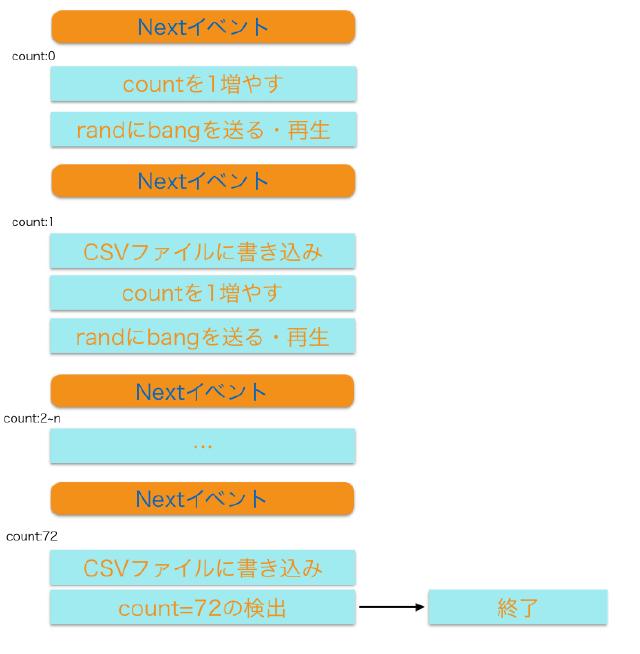 Nextイベント
count:0
countを1増やす
randにbangを送る・再生
Nextイベント
count:1
CSVファイルに書き込み
countを1増やす
randにbangを送る・再生
Nextイベント
count:2~n
…
Nextイベント
count:72
CSVファイルに書き込み
count=72の検出
終了